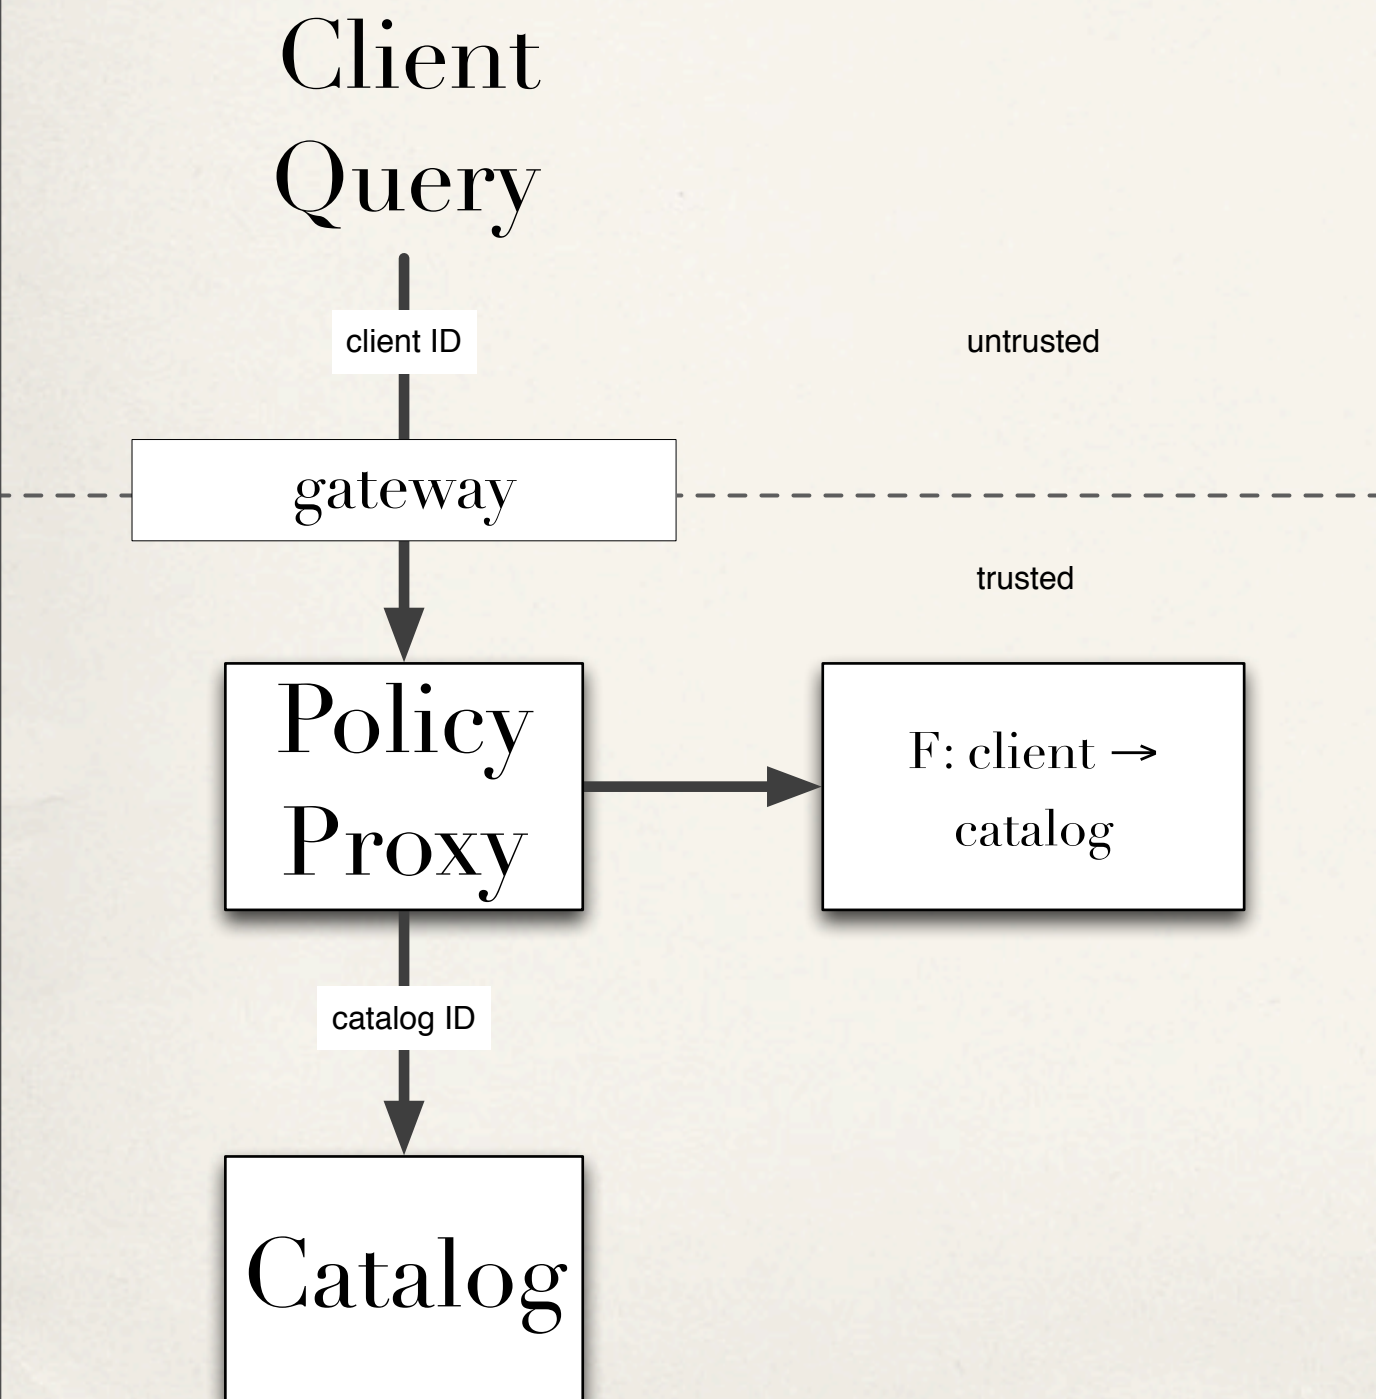 Client
Query
client ID
untrusted
gateway
trusted
Policy
Proxy
F: client →
catalog
catalog ID
Catalog